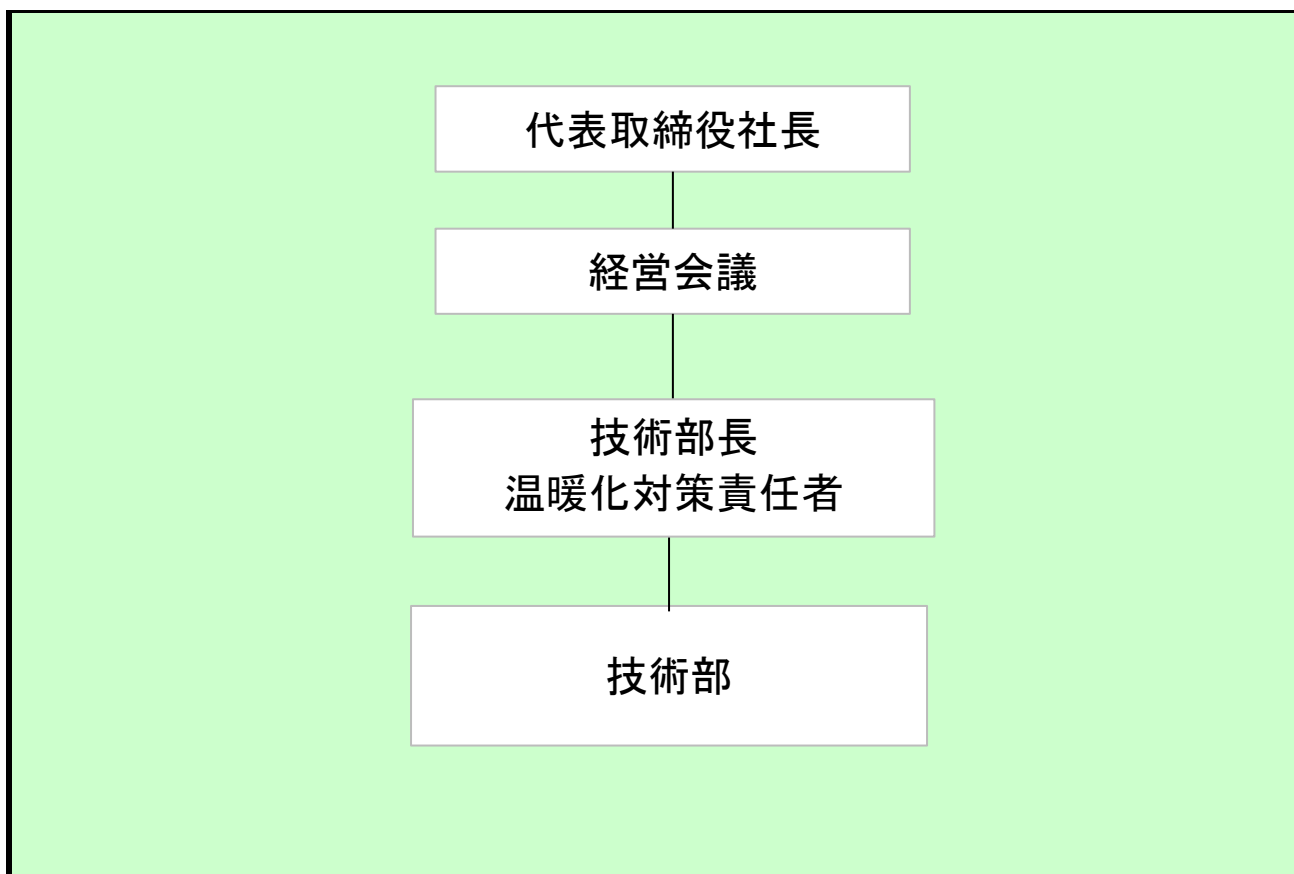 代表取締役社長
経営会議
技術部長
温暖化対策責任者
技術部